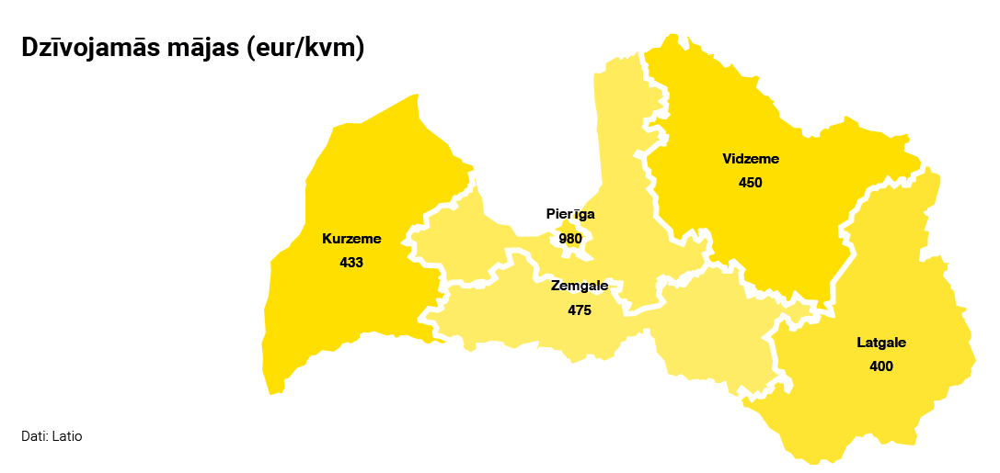 Dzīvojamās mājas (eur/kvm)
Vidzeme
450
Pierīga
980
Kurzeme
433
Zemgale
475
Latgale
400
Dati: Latio